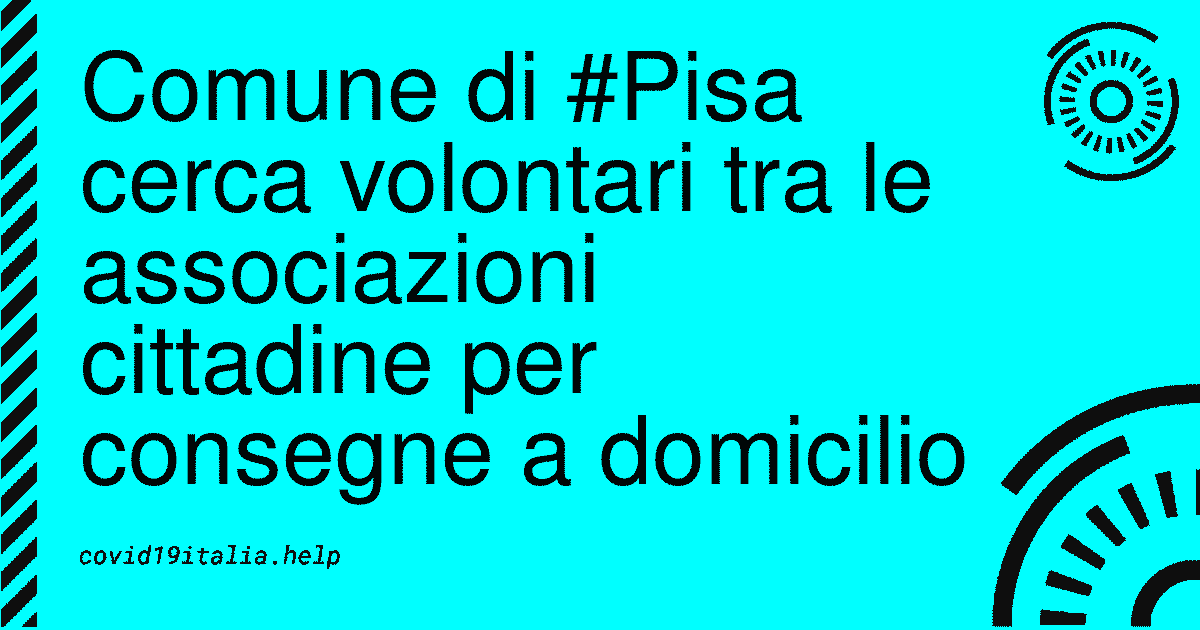 Comune di #Pisa
cerca volontari tra le
associazioni
cittadine per
consegne a domicilio
covid19italia.help